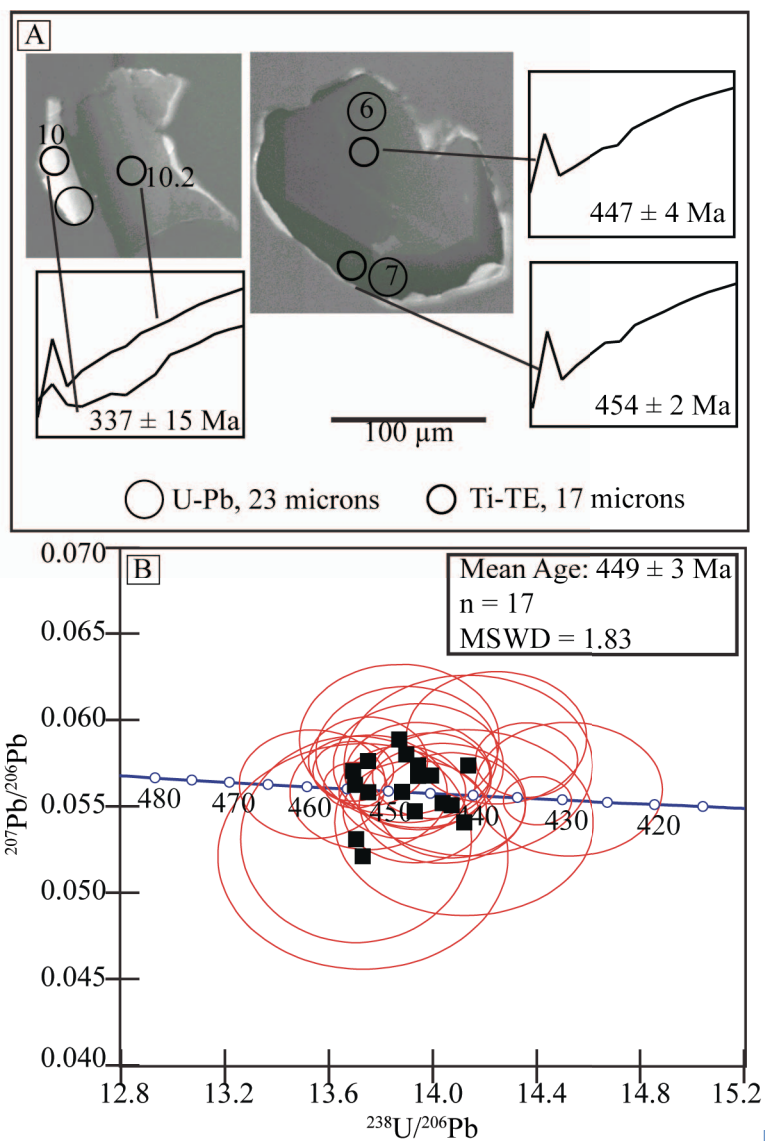 A
10
10.2
6
7
447 ± 4 Ma
454 ± 2 Ma
337 ± 15 Ma
100 µm
U-Pb, 23 microns
Ti-TE, 17 microns
B
Mean Age: 449 ± 3 Ma
n = 17
MSWD = 1.83
0.070
0.065
0.060
0.055
0.050
0.045
0.040
207Pb/206Pb
480
470
460
450
440
430
420
12.8
13.2
13.6
14.0
14.4
14.8
15.2
238U/206Pb